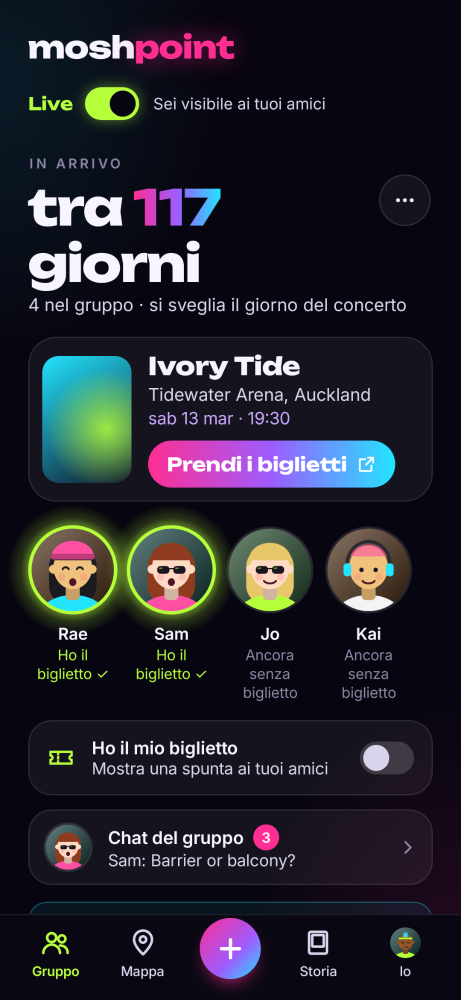 moshpoint
Live Sei visibile ai tuoi amici
IN ARRIVO
tra 117
giorni
4 nel gruppo · si sveglia il giorno del concerto
Ivory Tide
Tidewater Arena, Auckland
sab 13 mar · 19:30
Prendi i biglietti
Rae Sam Jo Kai
Ho il biglietto ✓
Ho il biglietto ✓
Ancora senza biglietto
Ancora senza biglietto
Ho il mio biglietto
Mostra una spunta ai tuoi amici
Chat del gruppo 3
Sam: Barrier or balcony?
Gruppo Mappa Storia Io